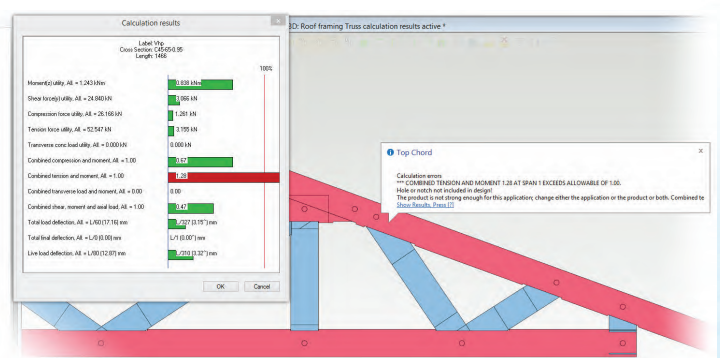 Calculation results
Label: Vhp
Cross Section: C45-65-0.95
Length: 1466
100%
Moment(z) utility, All. = 1.243 kNm
0.838 kNm
Shear force(y) utility, All. = 24.840 kN
3.066 kN
Compression force utility, All. = 26.166 kN
1.261 kN
Tension force utility, All. = 52.547 kN
3.155 kN
Transverse conc load utility, All. = 0.000 kN
0.000 kN
Combined compression and moment, All. = 1.00
0.67
Combined tension and moment, All. = 1.00
1.28
Combined transverse load and moment, All. = 0.00
0.00
Combined shear, moment and axial load, All. = 1.00
0.47
Total load deflection, All. = L/60 (17.16) mm
L/327 (3.15") mm
Total final deflection, All. = L/0 (0.00) mm
L/1 (0.00") mm
Live load deflection, All. = L/80 (12.87) mm
L/310 (3.32") mm
OK
Cancel
3D: Roof framing Truss calculation results active *
Top Chord
Calculation errors
*** COMBINED TENSION AND MOMENT 1.28 AT SPAN 1 EXCEEDS ALLOWABLE OF 1.00.
Hole or notch not included in design!
The product is not strong enough for this application; change either the application or the product or both. Combined te
Show Results, Press [?]